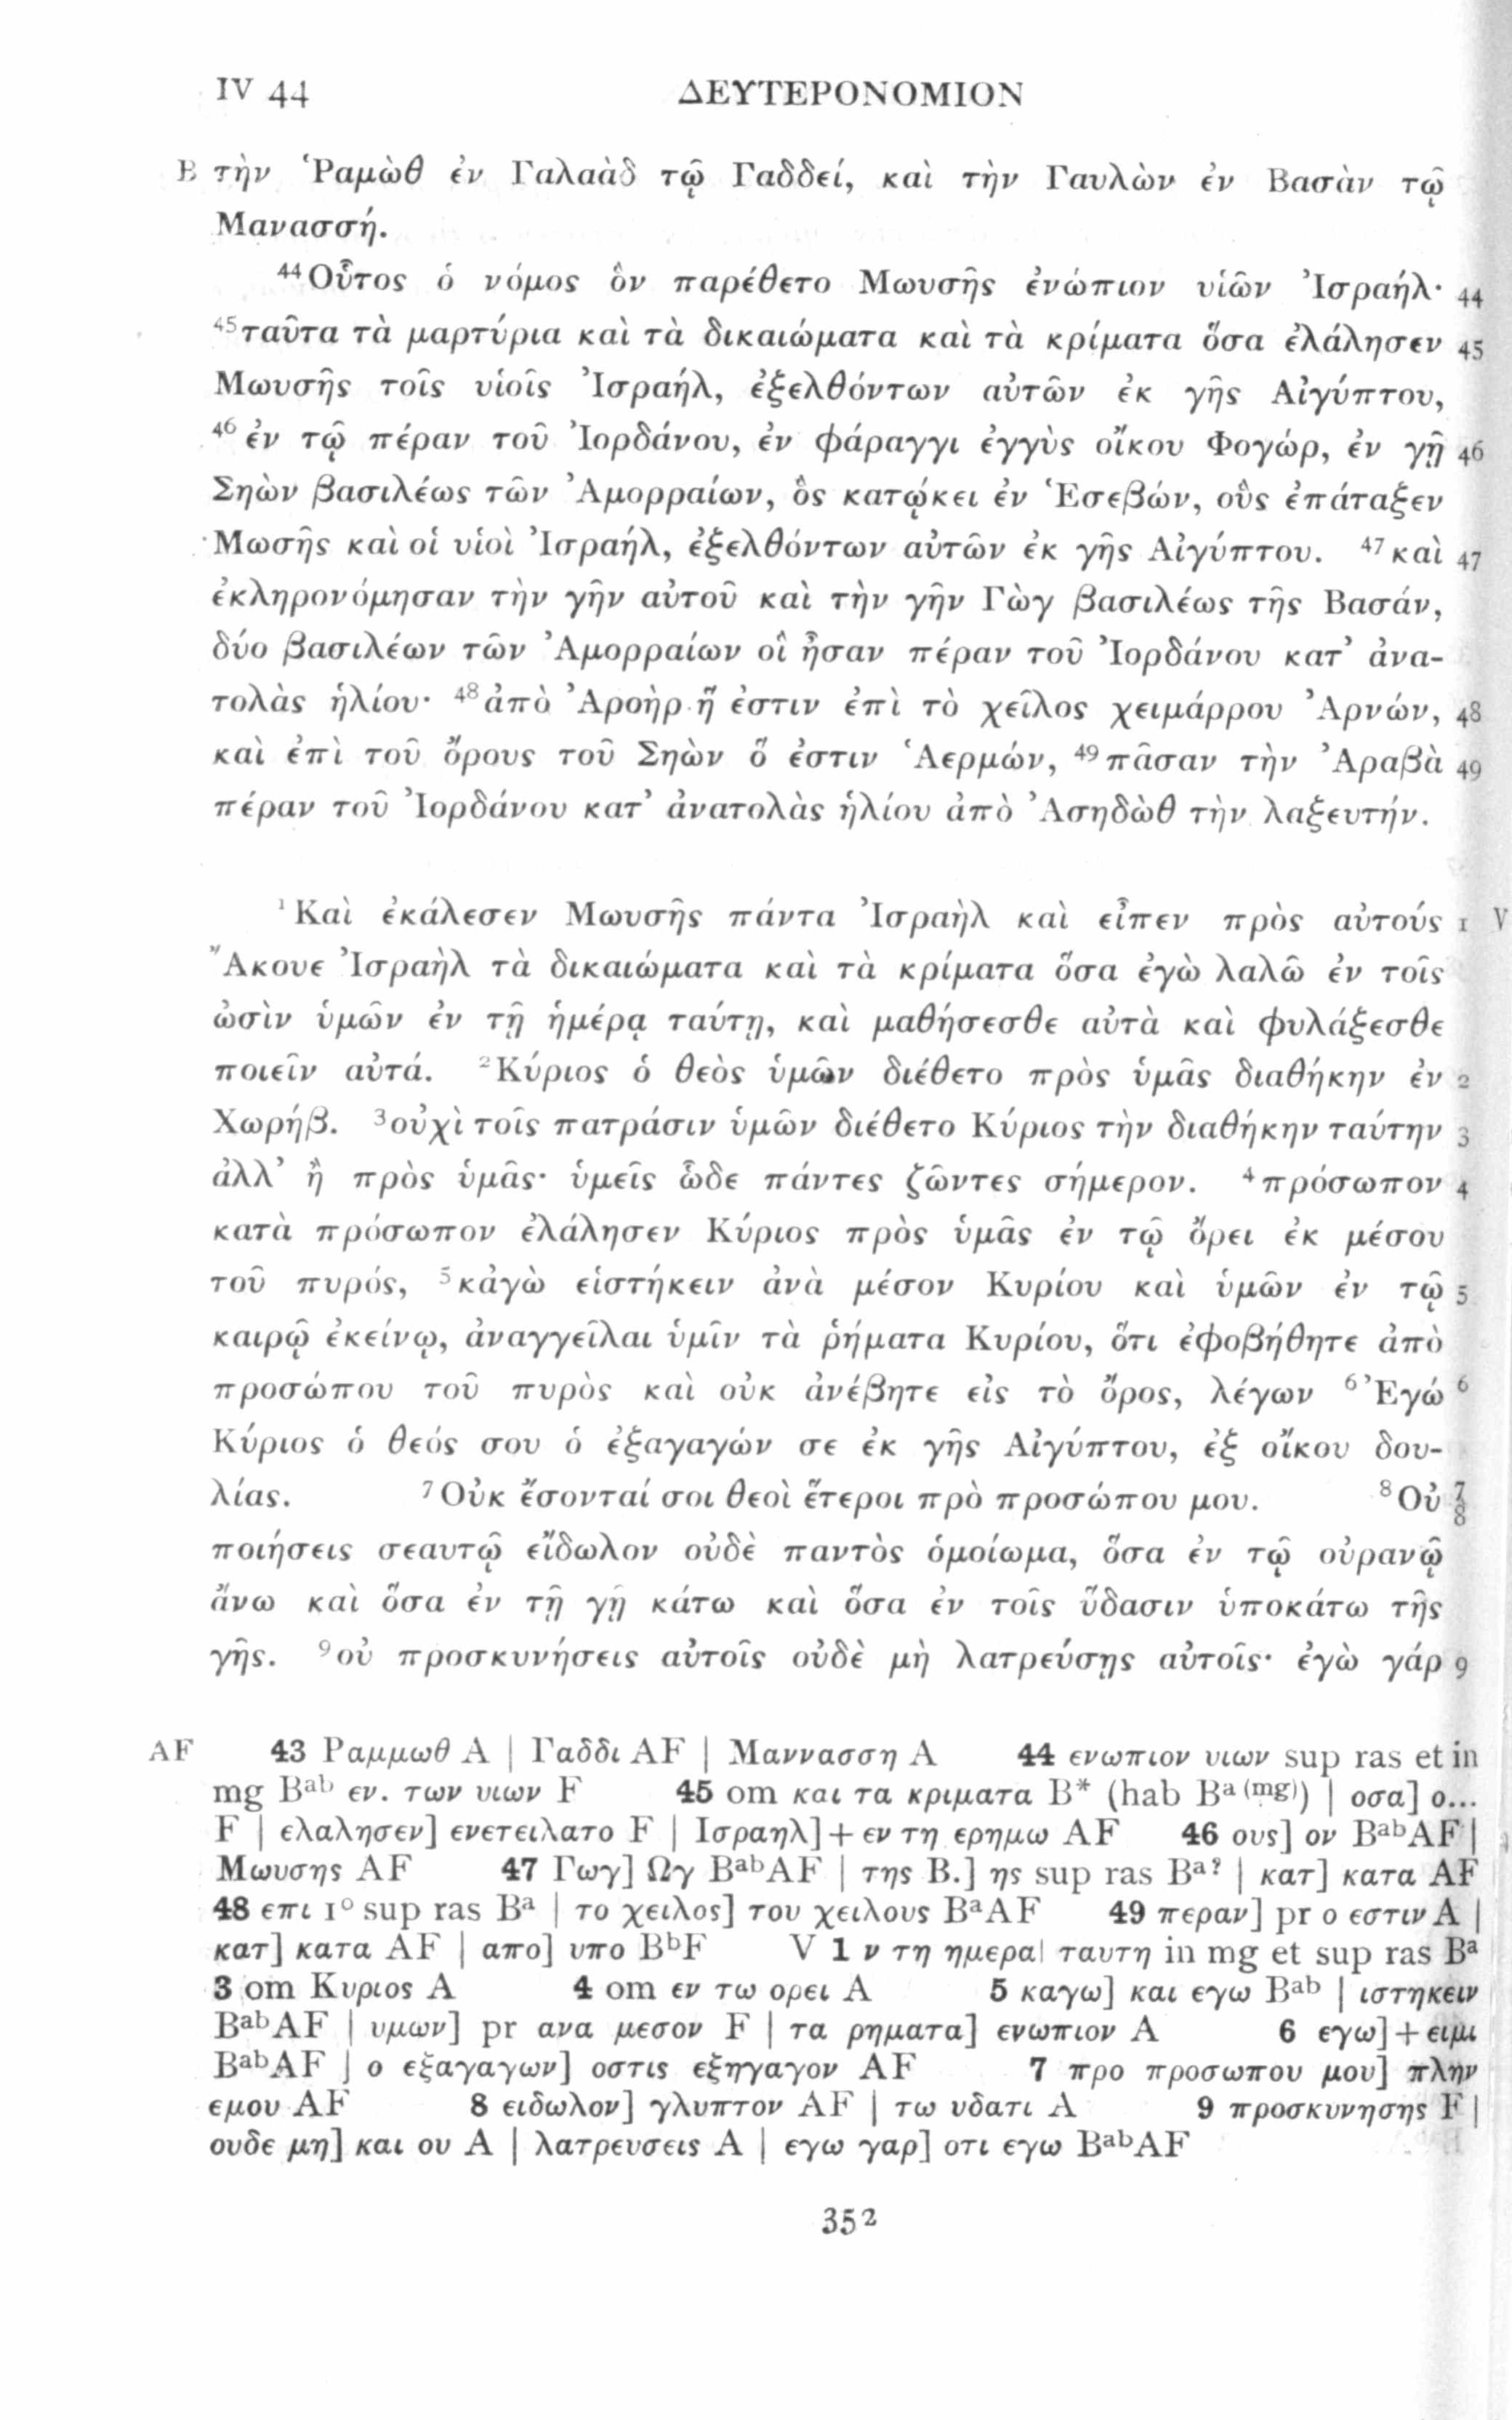 IV 44 ΔΕΥΤΕΡΟΝΟΜΙΟΝ
B τὴν Ῥαμὼθ ἐν Γαλαὰδ τῷ Γαδδεί, καὶ τὴν Γαυλὼν ἐν Βασὰν τῷ
Μανασσή.
⁴⁴Οὗτος ὁ νόμος ὃν παρέθετο Μωυσῆς ἐνώπιον υἱῶν Ἰσραήλ· 44
⁴⁵ταῦτα τὰ μαρτύρια καὶ τὰ δικαιώματα καὶ τὰ κρίματα ὅσα ἐλάλησεν 45
Μωυσῆς τοῖς υἱοῖς Ἰσραήλ, ἐξελθόντων αὐτῶν ἐκ γῆς Αἰγύπτου,
⁴⁶ἐν τῷ πέραν τοῦ Ἰορδάνου, ἐν φάραγγι ἐγγὺς οἴκου Φογώρ, ἐν γῇ 46
Σηὼν βασιλέως τῶν Ἀμορραίων, ὃς κατῴκει ἐν Ἑσεβών, οὓς ἐπάταξεν
Μωσῆς καὶ οἱ υἱοὶ Ἰσραήλ, ἐξελθόντων αὐτῶν ἐκ γῆς Αἰγύπτου. ⁴⁷καὶ 47
ἐκληρονόμησαν τὴν γῆν αὐτοῦ καὶ τὴν γῆν Γὼγ βασιλέως τῆς Βασάν,
δύο βασιλέων τῶν Ἀμορραίων οἳ ἦσαν πέραν τοῦ Ἰορδάνου κατ’ ἀνα-
τολὰς ἡλίου· ⁴⁸ἀπὸ Ἀροὴρ ἥ ἐστιν ἐπὶ τὸ χεῖλος χειμάρρου Ἀρνών, 48
καὶ ἐπὶ τοῦ ὄρους τοῦ Σηὼν ὅ ἐστιν Ἁερμών, ⁴⁹πᾶσαν τὴν Ἀραβὰ 49
πέραν τοῦ Ἰορδάνου κατ’ ἀνατολὰς ἡλίου ἀπὸ Ἀσηδὼθ τὴν λαξευτήν.
¹Καὶ ἐκάλεσεν Μωυσῆς πάντα Ἰσραὴλ καὶ εἶπεν πρὸς αὐτούς 1 V
Ἄκουε Ἰσραὴλ τὰ δικαιώματα καὶ τὰ κρίματα ὅσα ἐγὼ λαλῶ ἐν τοῖς
ὠσὶν ὑμῶν ἐν τῇ ἡμέρᾳ ταύτῃ, καὶ μαθήσεσθε αὐτὰ καὶ φυλάξεσθε
ποιεῖν αὐτά. ²Κύριος ὁ θεὸς ὑμῶν διέθετο πρὸς ὑμᾶς διαθήκην ἐν 2
Χωρήβ. ³οὐχὶ τοῖς πατράσιν ὑμῶν διέθετο Κύριος τὴν διαθήκην ταύτην 3
ἀλλ’ ἢ πρὸς ὑμᾶς· ὑμεῖς ὧδε πάντες ζῶντες σήμερον. ⁴πρόσωπον 4
κατὰ πρόσωπον ἐλάλησεν Κύριος πρὸς ὑμᾶς ἐν τῷ ὄρει ἐκ μέσου
τοῦ πυρός, ⁵κἀγὼ εἱστήκειν ἀνὰ μέσον Κυρίου καὶ ὑμῶν ἐν τῷ 5
καιρῷ ἐκείνῳ, ἀναγγεῖλαι ὑμῖν τὰ ῥήματα Κυρίου, ὅτι ἐφοβήθητε ἀπὸ
προσώπου τοῦ πυρὸς καὶ οὐκ ἀνέβητε εἰς τὸ ὄρος, λέγων ⁶Ἐγώ 6
Κύριος ὁ θεός σου ὁ ἐξαγαγών σε ἐκ γῆς Αἰγύπτου, ἐξ οἴκου δου-
λίας. ⁷Οὐκ ἔσονταί σοι θεοὶ ἕτεροι πρὸ προσώπου μου. ⁸Οὐ 7 8
ποιήσεις σεαυτῷ εἴδωλον οὐδὲ παντὸς ὁμοίωμα, ὅσα ἐν τῷ οὐρανῷ
ἄνω καὶ ὅσα ἐν τῇ γῇ κάτω καὶ ὅσα ἐν τοῖς ὕδασιν ὑποκάτω τῆς
γῆς. ⁹οὐ προσκυνήσεις αὐτοῖς οὐδὲ μὴ λατρεύσῃς αὐτοῖς· ἐγὼ γάρ 9
AF 43 Ραμμωθ A | Γαδδι AF | Μαννασση A 44 ενωπιον υιων sup ras et in
mg Bᵃᵇ εν. των υιων F 45 om και τα κριματα B* (hab Bᵃ⁽ᵐᵍ⁾) | οσα] ο...
F | ελαλησεν] ενετειλατο F | Ισραηλ]+εν τη ερημω AF 46 ους] ον BᵃᵇAF |
Μωυσης AF 47 Γωγ] Ωγ BᵃᵇAF | της Β.] ης sup ras Bᵃ? | κατ] κατα AF
48 επι 1° sup ras Bᵃ | το χειλος] του χειλους BᵃAF 49 περαν] pr ο εστιν A |
κατ] κατα AF | απο] υπο BᵇF V 1 ν τη ημερα| ταυτη in mg et sup ras Bᵃ
3 om Κυριος A 4 om εν τω ορει A 5 καγω] και εγω Bᵃᵇ | ιστηκειν
BᵃᵇAF | υμων] pr ανα μεσον F | τα ρηματα] ενωπιον A 6 εγω]+ειμι
BᵃᵇAF | ο εξαγαγων] οστις εξηγαγον AF 7 προ προσωπου μου] πλην
εμου AF 8 ειδωλον] γλυπτον AF | τω υδατι A 9 προσκυνησης F |
ουδε μη] και ου A | λατρευσεις A | εγω γαρ] οτι εγω BᵃᵇAF
352